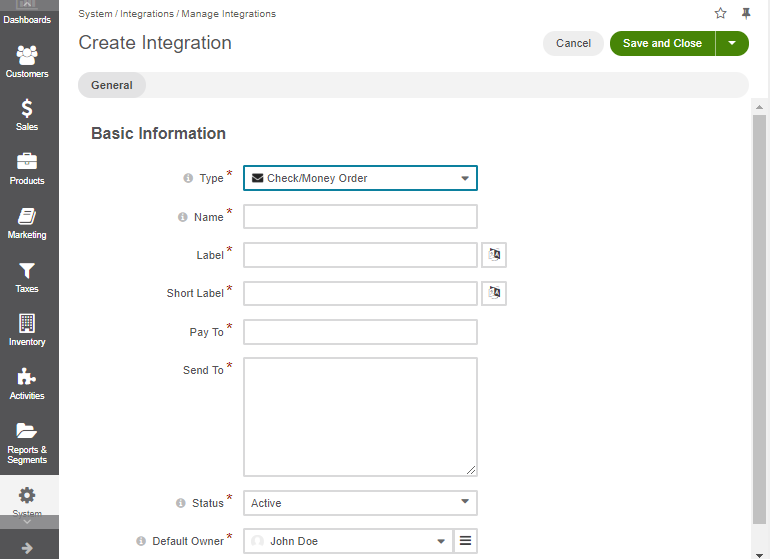 Dashboards
Customers
Sales
Products
Marketing
Taxes
Inventory
Activities
Reports &
Segments
System
System / Integrations / Manage Integrations
Create Integration
Cancel
Save and Close
General
Basic Information
Type *
Check/Money Order
Name *
Label *
Short Label *
Pay To *
Send To *
Status *
Active
Default Owner *
John Doe